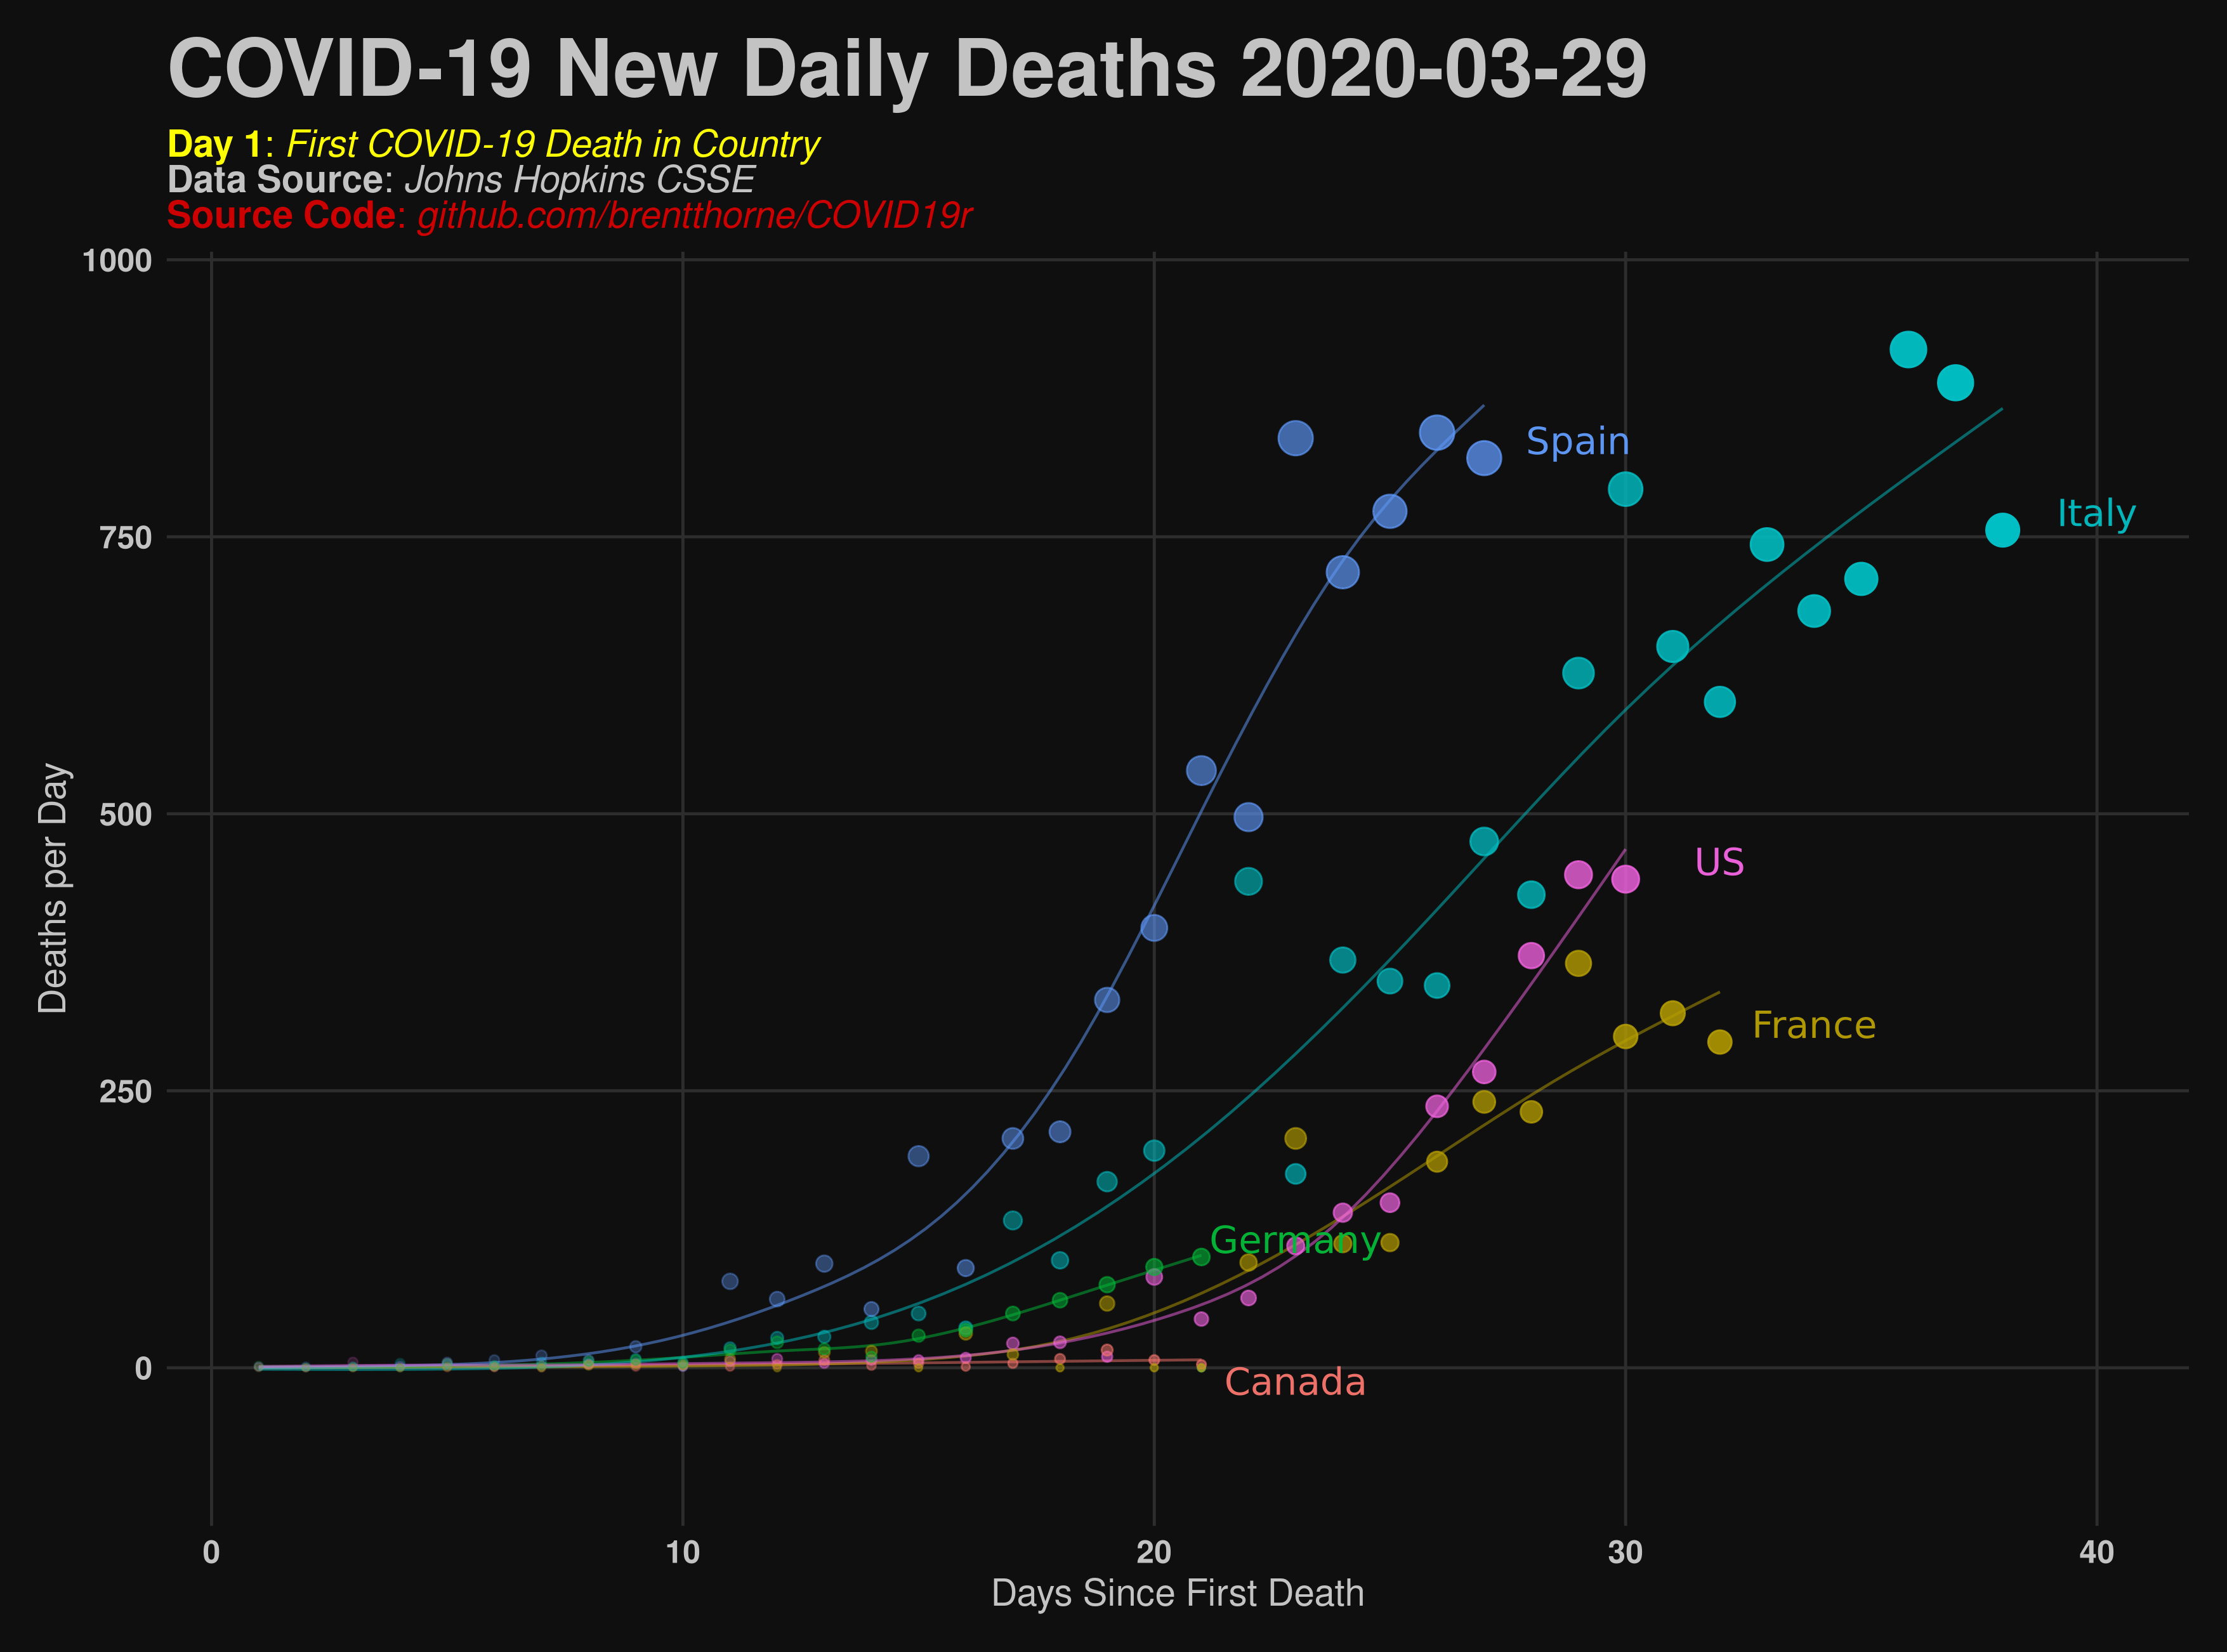 COVID-19 New Daily Deaths 2020-03-29
Day 1: First COVID-19 Death in Country
Data Source: Johns Hopkins CSSE
Source Code: github.com/brentthorne/COVID19r
1000
Spain
Italy
750
500
US
France
250
Germany
0
Canada
Deaths per Day
0 10 20 30 40
Days Since First Death